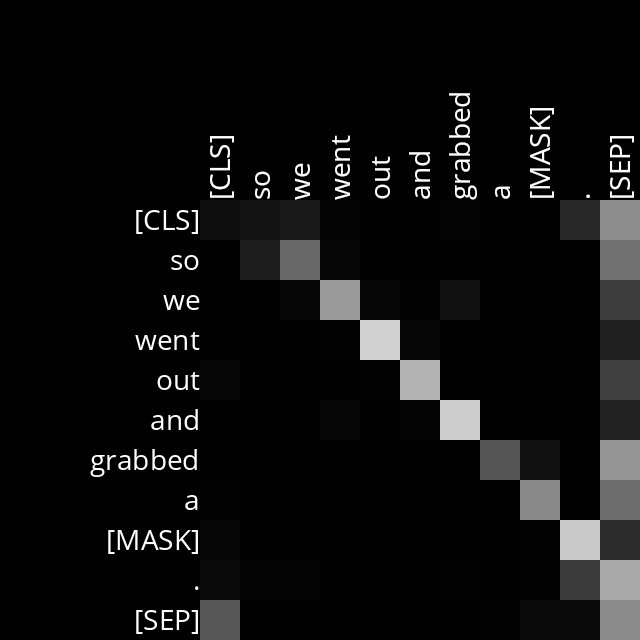 [CLS] so we went out and grabbed a [MASK] . [SEP]
[CLS]
so
we
went
out
and
grabbed
a
[MASK]
.
[SEP]